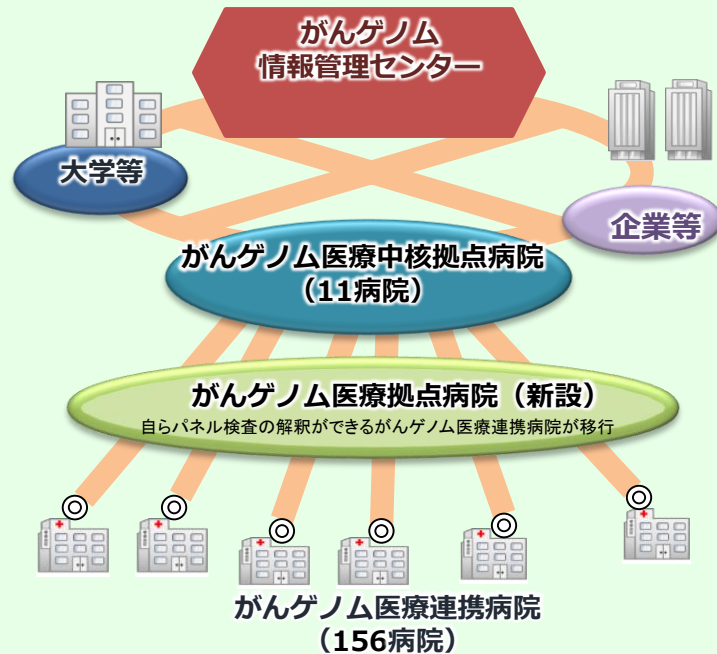 がんゲノム
情報管理センター
大学等
企業等
がんゲノム医療中核拠点病院
（11病院）
がんゲノム医療拠点病院（新設）
自らパネル検査の解釈ができるがんゲノム医療連携病院が移行
がんゲノム医療連携病院
（156病院）